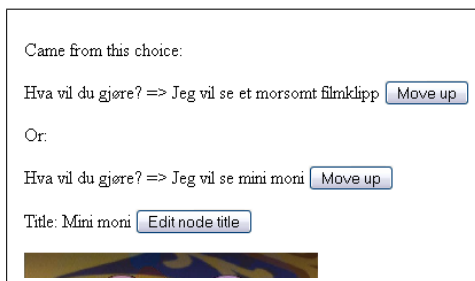 Came from this choice:
Hva vil du gjøre? => Jeg vil se et morsomt filmklipp Move up
Or:
Hva vil du gjøre? => Jeg vil se mini moni Move up
Title: Mini moni Edit node title